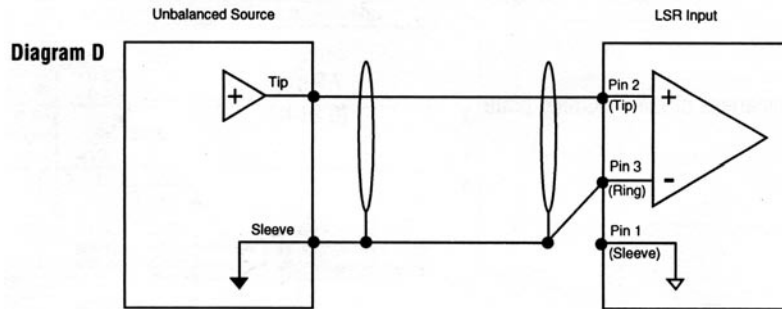 Unbalanced Source
LSR Input
Diagram D
Tip
+
Pin 2
(Tip)
+
Pin 3
(Ring)
-
Sleeve
Pin 1
(Sleeve)